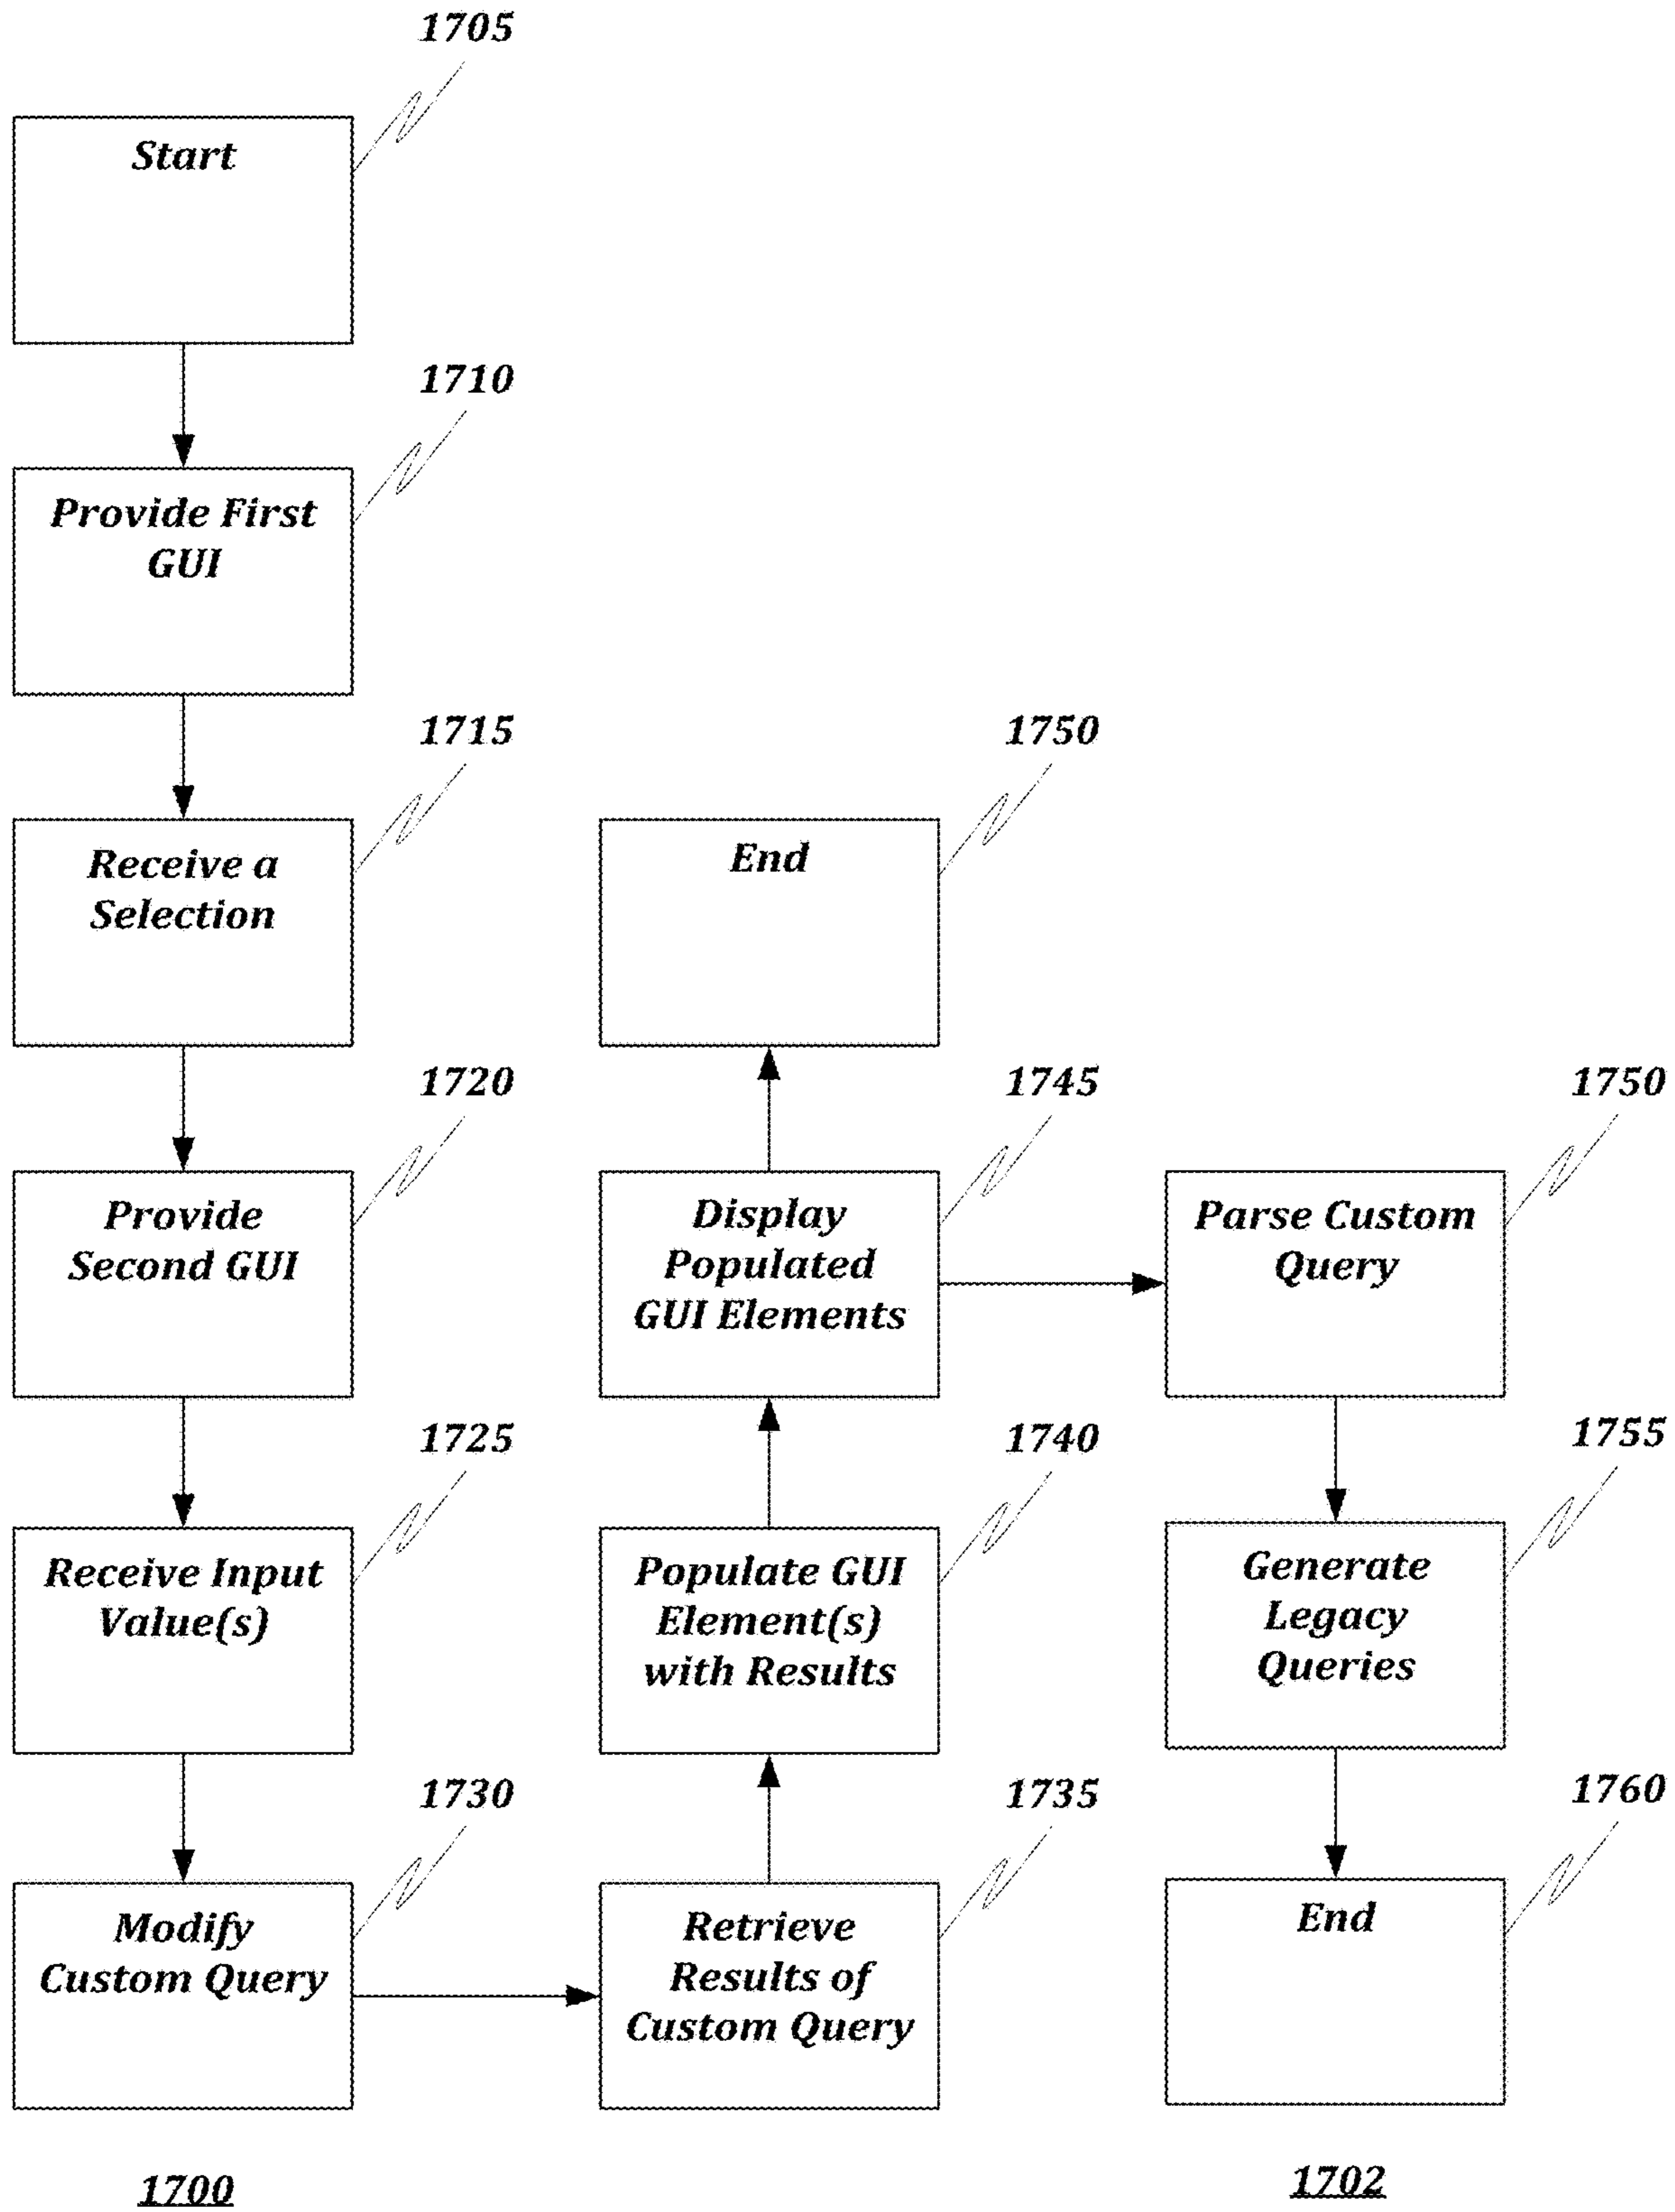 1705
Start
1710
Provide First
GUI
1715
Receive a
Selection
1720
Provide
Second GUI
1725
Receive Input
Value(s)
1730
Modify
Custom Query
1735
Retrieve
Results of
Custom Query
1740
Populate GUI
Element(s)
with Results
1745
Display
Populated
GUI Elements
1750
End
1750
Parse Custom
Query
1755
Generate
Legacy
Queries
1760
End
1700
1702